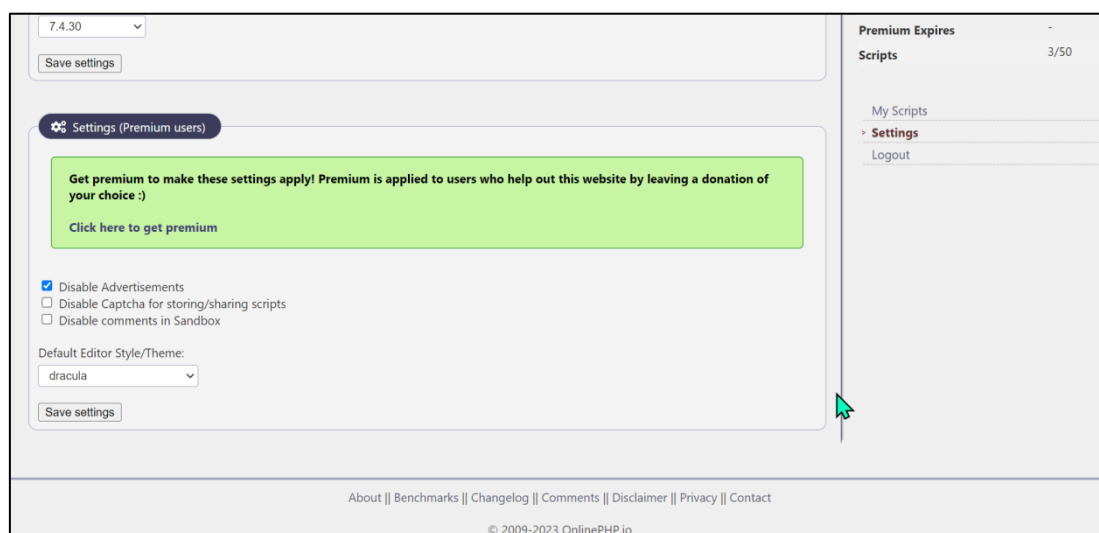 7.4.30
Save settings
Settings (Premium users)
Get premium to make these settings apply! Premium is applied to users who help out this website by leaving a donation of
your choice :)
Click here to get premium
Disable Advertisements
Disable Captcha for storing/sharing scripts
Disable comments in Sandbox
Default Editor Style/Theme:
dracula
Save settings
Premium Expires -
Scripts 3/50
My Scripts
> Settings
Logout
About || Benchmarks || Changelog || Comments || Disclaimer || Privacy || Contact
© 2009-2023 OnlinePHP.io